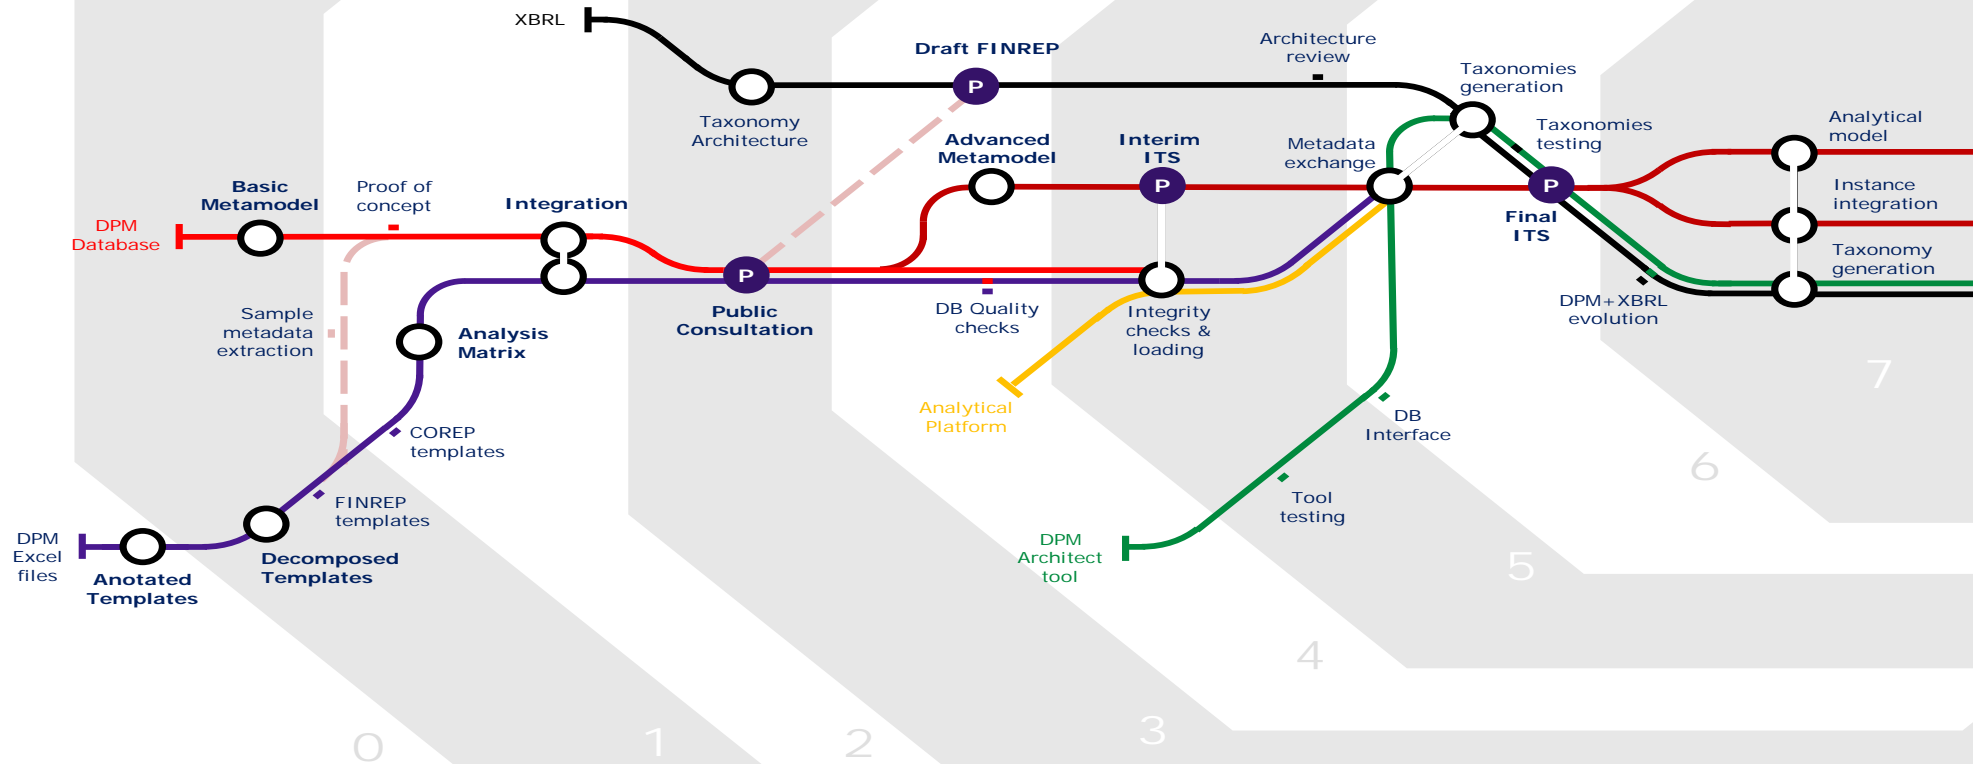 XBRL
Draft FINREP
P
Architecture
review
Taxonomies
generation
Taxonomy
Architecture
Advanced
Metamodel
Interim
ITS
P
Metadata
exchange
Taxonomies
testing
P
Final
ITS
Analytical
model
Instance
integration
Taxonomy
generation
Basic
Metamodel
Proof of
concept
Integration
DPM
Database
P
Public
Consultation
DB Quality
checks
Integrity
checks &
loading
DPM+XBRL
evolution
Sample
metadata
extraction
Analysis
Matrix
Analytical
Platform
COREP
templates
DB
Interface
FINREP
templates
Tool
testing
DPM
Excel
files
Anotated
Templates
Decomposed
Templates
DPM
Architect
tool
7
6
5
4
3
2
1
0